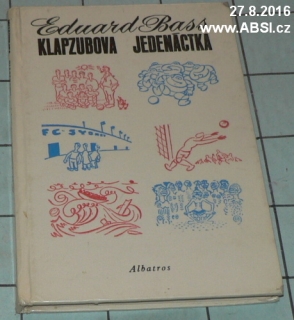 27.8.2016
www.ABSI.cz
Eduard Bass
KLAPZUBOVA JEDENÁCTKA
Albatros